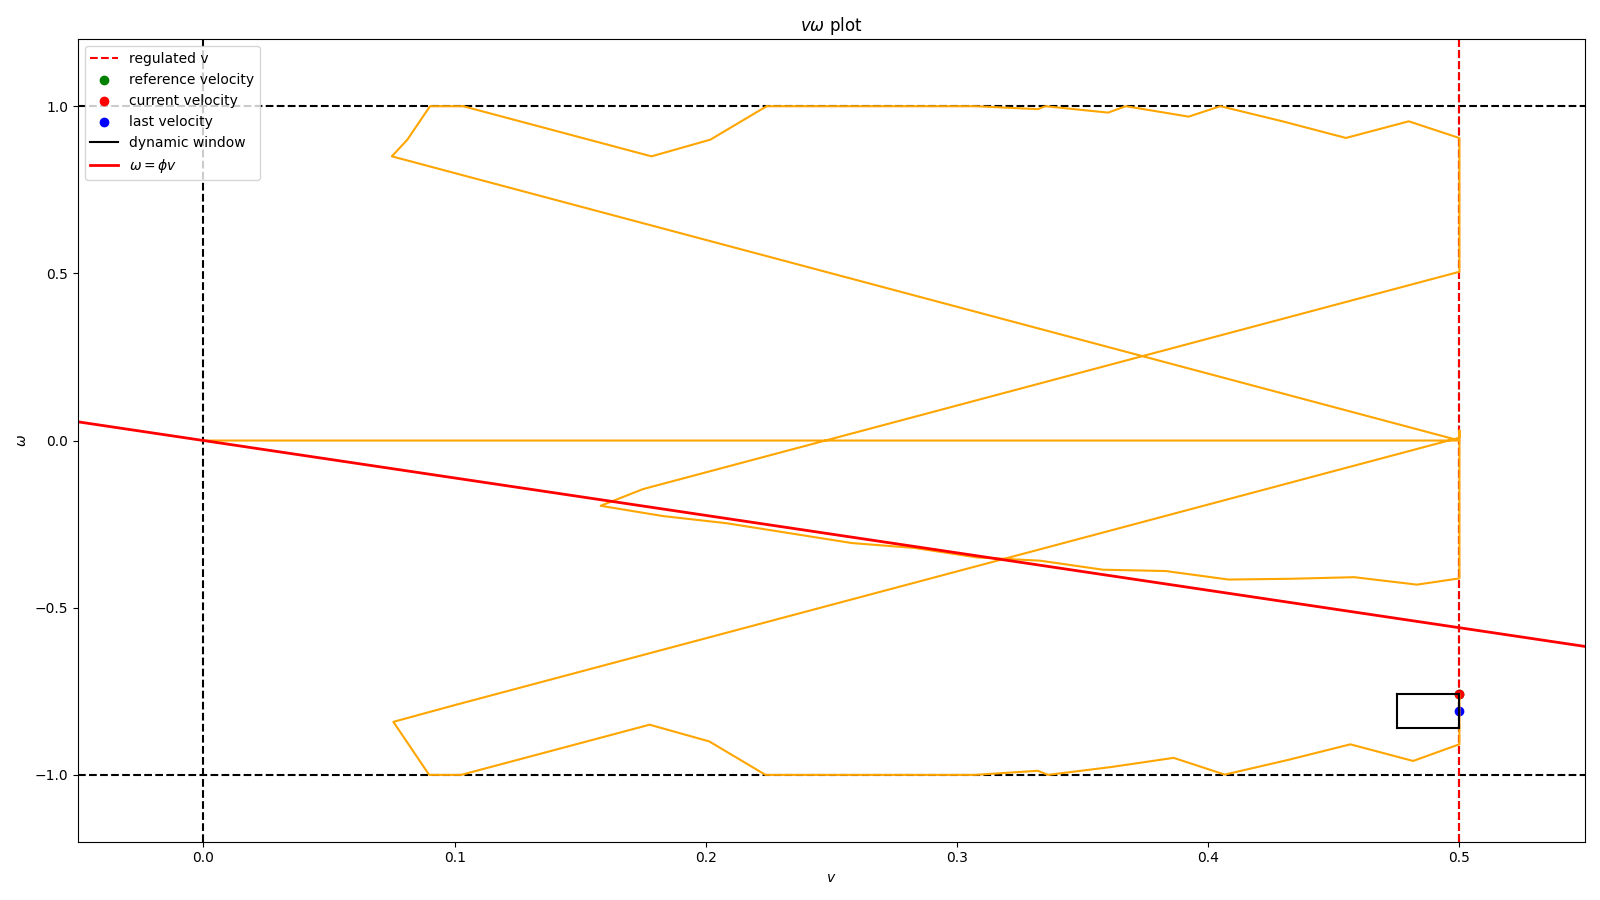 vω plot
regulated v
reference velocity
current velocity
last velocity
dynamic window
ω = ϕv
1.0
0.5
0.0
−0.5
−1.0
ω
0.0 0.1 0.2 0.3 0.4 0.5
v